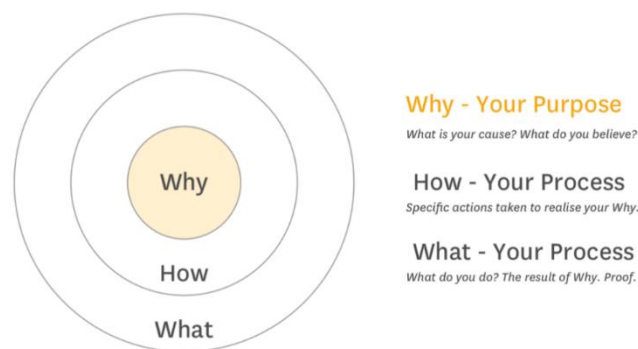 Why
How
What
Why - Your Purpose
What is your cause? What do you believe?
How - Your Process
Specific actions taken to realise your Why.
What - Your Process
What do you do? The result of Why. Proof.